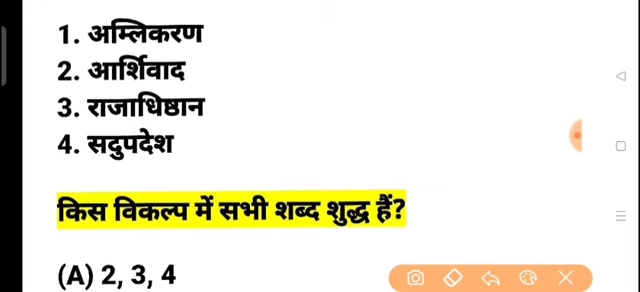 1. अम्लिकरण
2. आर्शिवाद
3. राजाधिष्ठान
4. सदुपदेश
किस विकल्प में सभी शब्द शुद्ध हैं?
(A) 2, 3, 4